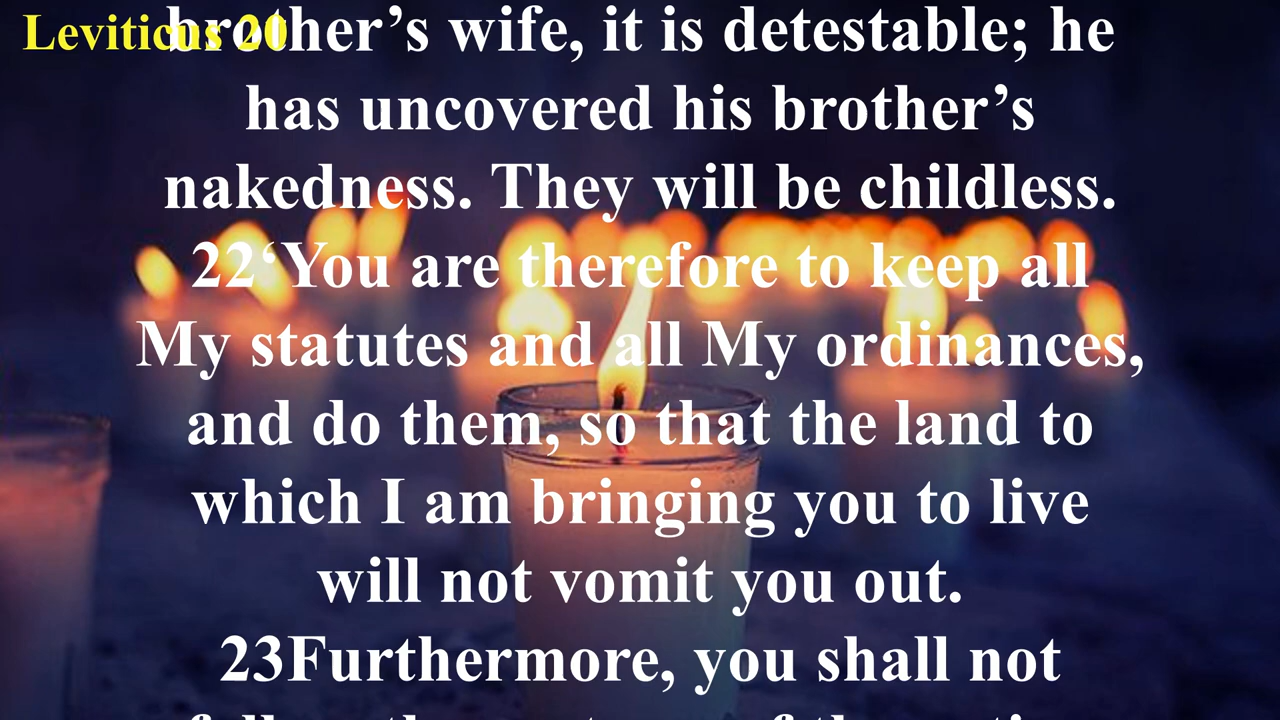 Leviticus 20
brother’s wife, it is detestable; he
has uncovered his brother’s
nakedness. They will be childless.
22‘You are therefore to keep all
My statutes and all My ordinances,
and do them, so that the land to
which I am bringing you to live
will not vomit you out.
23Furthermore, you shall not